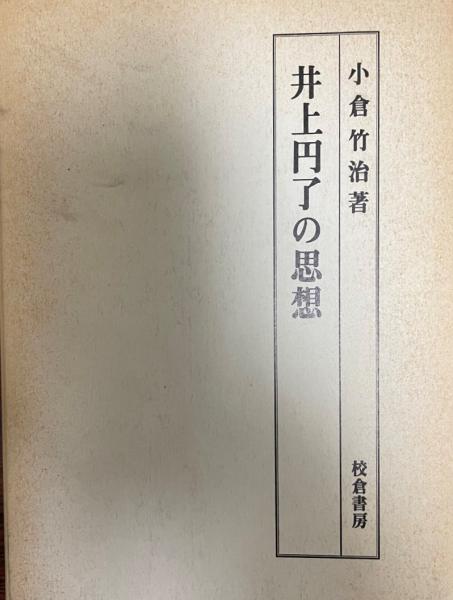 小倉竹治著
井上円了の思想
校倉書房